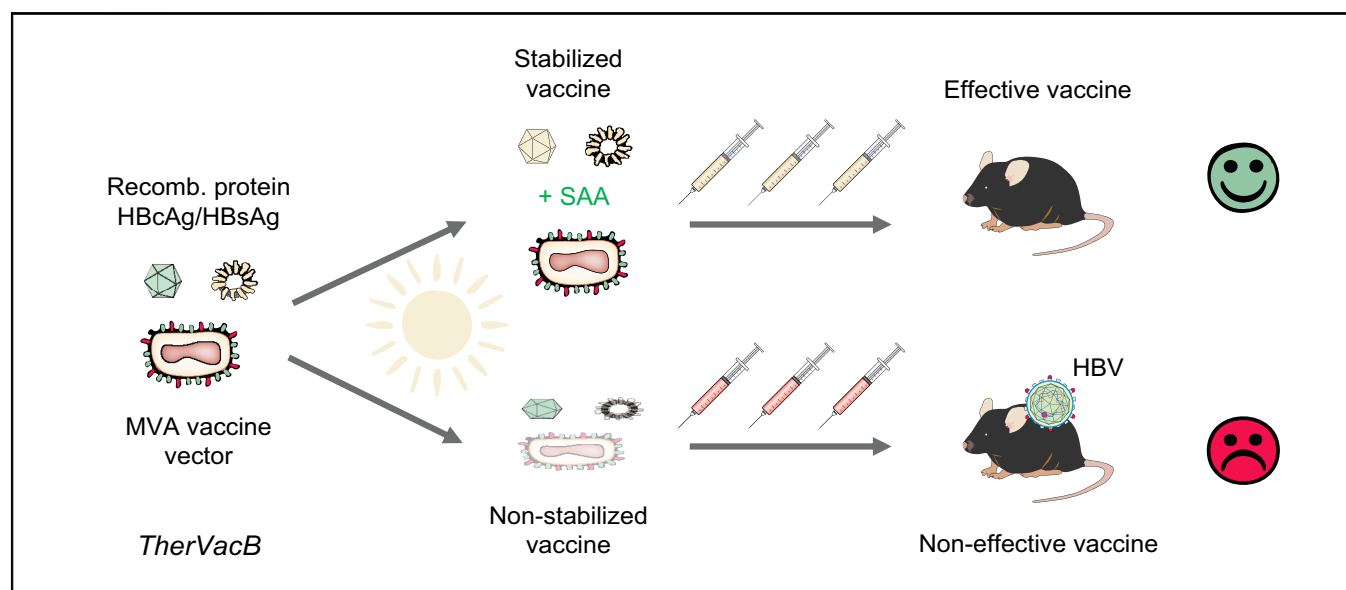 Recomb. protein
HBcAg/HBsAg
MVA vaccine
vector
TherVacB
Stabilized
vaccine
+ SAA
Non-stabilized
vaccine
Effective vaccine
HBV
Non-effective vaccine